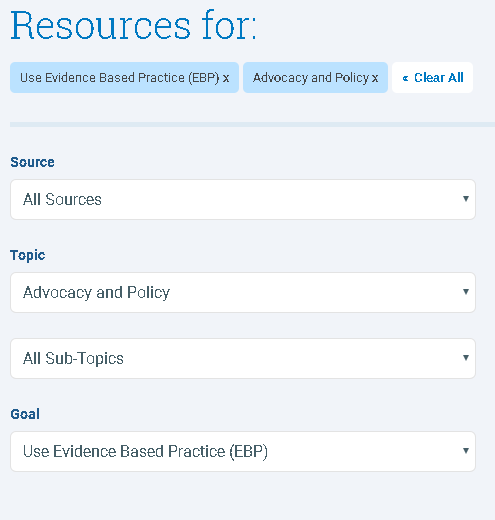 Resources for:
Use Evidence Based Practice (EBP) x Advocacy and Policy x « Clear All
Source
All Sources
Topic
Advocacy and Policy
All Sub-Topics
Goal
Use Evidence Based Practice (EBP)